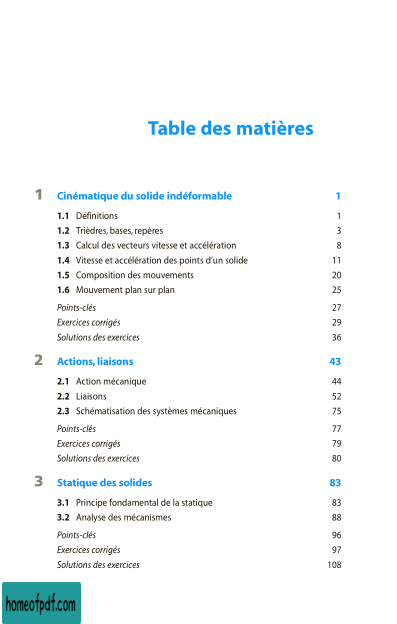 Table des matières
1 Cinématique du solide indéformable 1
1.1 Définitions 1
1.2 Trièdres, bases, repères 3
1.3 Calcul des vecteurs vitesse et accélération 8
1.4 Vitesse et accélération des points d'un solide 11
1.5 Composition des mouvements 20
1.6 Mouvement plan sur plan 25
Points-clés 27
Exercices corrigés 29
Solutions des exercices 36
2 Actions, liaisons 43
2.1 Action mécanique 44
2.2 Liaisons 52
2.3 Schématisation des systèmes mécaniques 75
Points-clés 77
Exercices corrigés 79
Solutions des exercices 80
3 Statique des solides 83
3.1 Principe fondamental de la statique 83
3.2 Analyse des mécanismes 88
Points-clés 96
Exercices corrigés 97
Solutions des exercices 108
homeofpdf.com